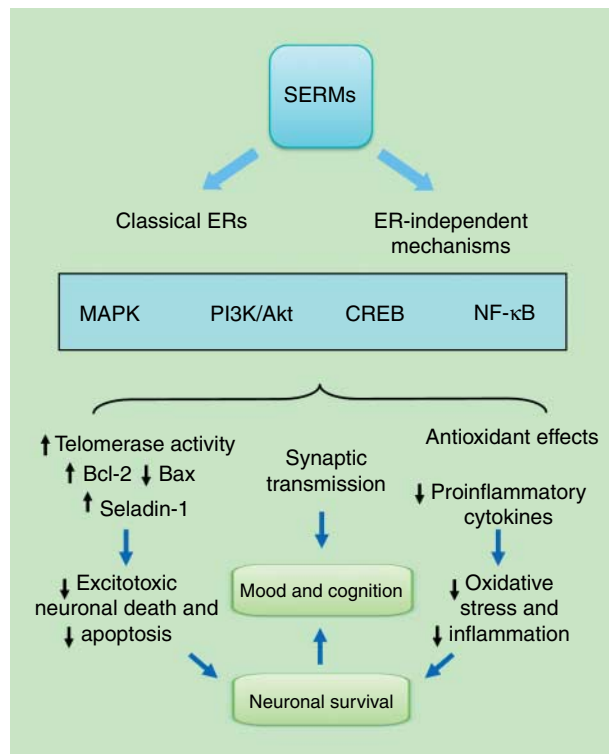 SERMs
Classical ERs
ER-independent
mechanisms
MAPK PI3K/Akt CREB NF-κB
↑ Telomerase activity
↑ Bcl-2 ↓ Bax
↑ Seladin-1
Synaptic
transmission
Antioxidant effects
↓ Proinflammatory
cytokines
↓ Excitotoxic
neuronal death and
↓ apoptosis
Mood and cognition
↓ Oxidative
stress and
↓ inflammation
Neuronal survival